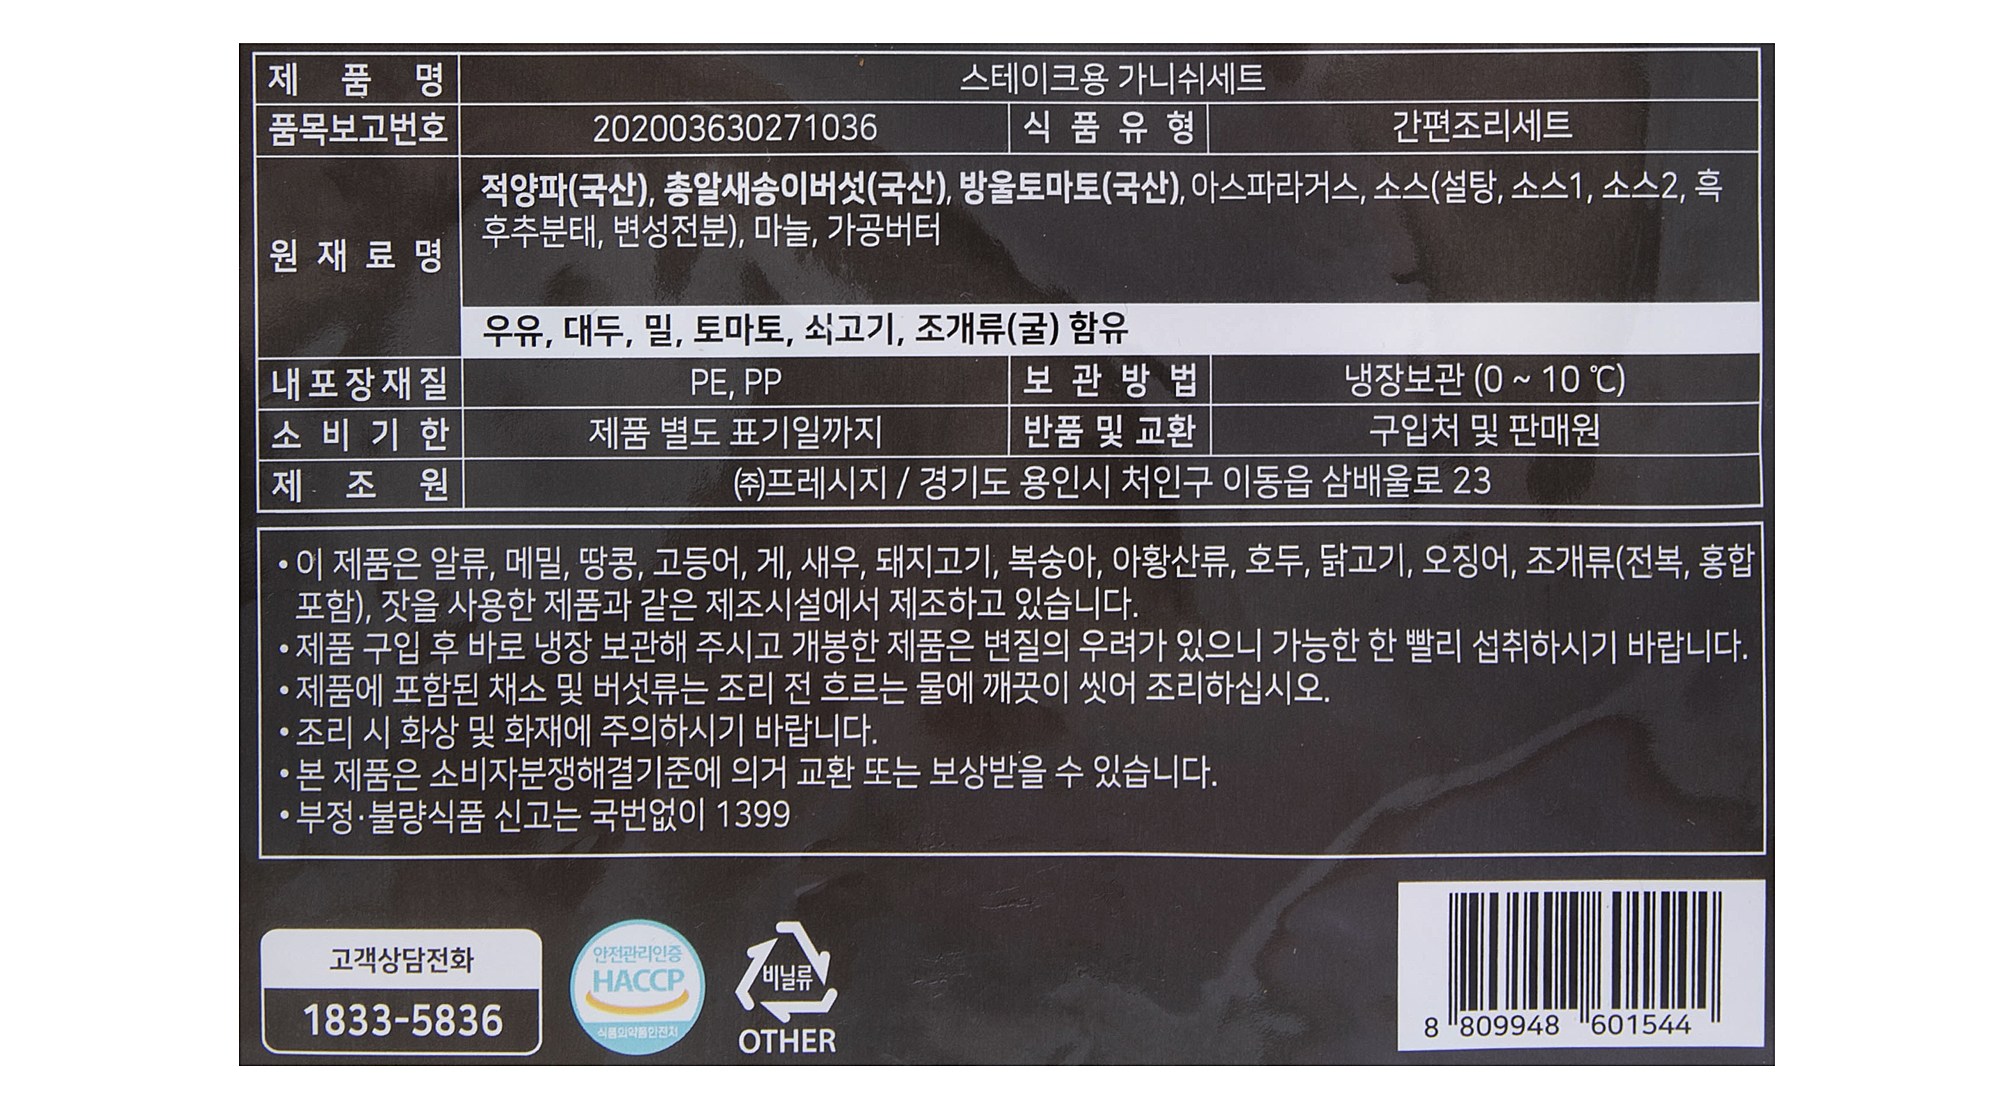 제 품 명 스테이크용 가니쉬세트
품목보고번호 202003630271036 식 품 유 형 간편조리세트
원 재 료 명 적양파(국산), 총알새송이버섯(국산), 방울토마토(국산), 아스파라거스, 소스(설탕, 소스1, 소스2, 흑
후추분태, 변성전분), 마늘, 가공버터
우유, 대두, 밀, 토마토, 쇠고기, 조개류(굴) 함유
내포장재질 PE, PP 보 관 방 법 냉장보관 (0 ~ 10 ℃)
소 비 기 한 제품 별도 표기일까지 반품 및 교환 구입처 및 판매원
제 조 원 ㈜프레시지 / 경기도 용인시 처인구 이동읍 삼배울로 23
• 이 제품은 알류, 메밀, 땅콩, 고등어, 게, 새우, 돼지고기, 복숭아, 아황산류, 호두, 닭고기, 오징어, 조개류(전복, 홍합
포함), 잣을 사용한 제품과 같은 제조시설에서 제조하고 있습니다.
• 제품 구입 후 바로 냉장 보관해 주시고 개봉한 제품은 변질의 우려가 있으니 가능한 한 빨리 섭취하시기 바랍니다.
• 제품에 포함된 채소 및 버섯류는 조리 전 흐르는 물에 깨끗이 씻어 조리하십시오.
• 조리 시 화상 및 화재에 주의하시기 바랍니다.
• 본 제품은 소비자분쟁해결기준에 의거 교환 또는 보상받을 수 있습니다.
• 부정·불량식품 신고는 국번없이 1399
고객상담전화
1833-5836
안전관리인증
HACCP
식품의약품안전처
비닐류
OTHER
8 809948 601544